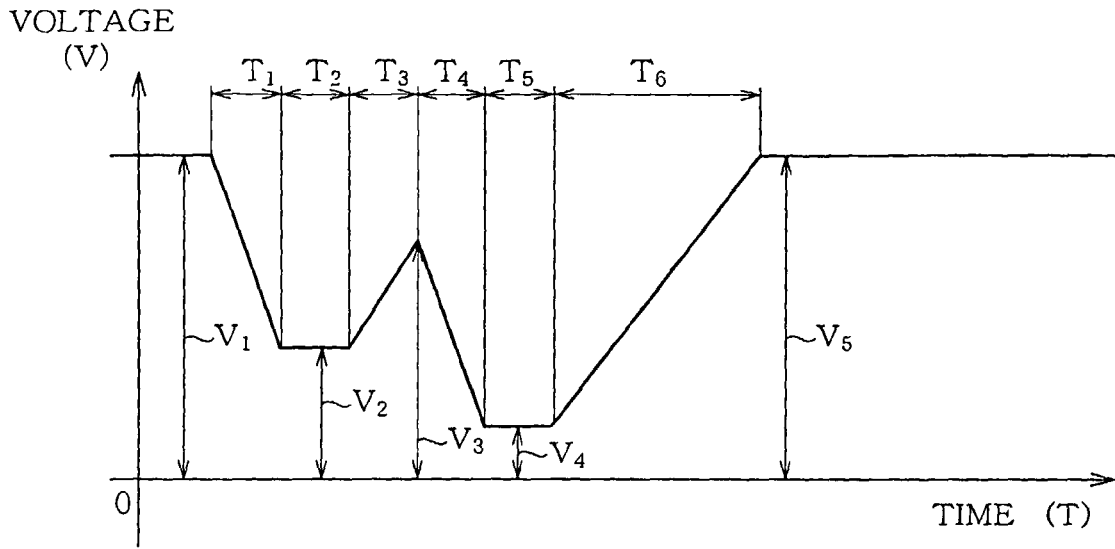 VOLTAGE
(V)
T₁ T₂ T₃ T₄ T₅ T₆
V₁
V₅
V₂
V₃
V₄
0
TIME (T)